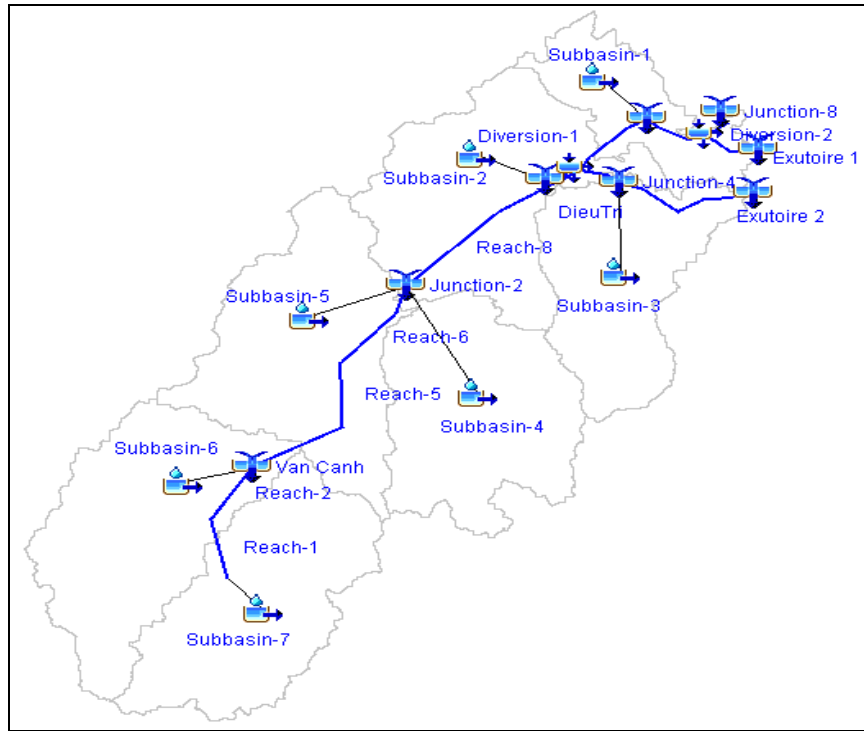 Subbasin-1
Junction-8
Diversion-1
Diversion-2
Exutoire 1
Subbasin-2
Junction-4
Exutoire 2
DieuTri
Reach-8
Subbasin-3
Junction-2
Subbasin-5
Reach-6
Reach-5
Subbasin-4
Subbasin-6
Van Canh
Reach-2
Reach-1
Subbasin-7